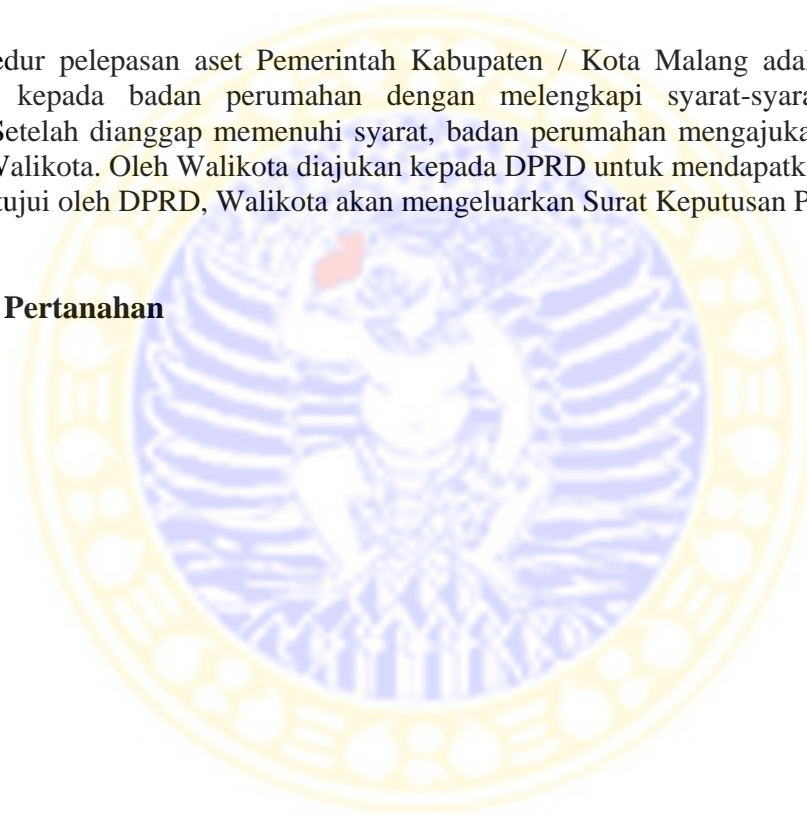 edur pelepasan aset Pemerintah Kabupaten / Kota Malang adal
kepada badan perumahan dengan melengkapi syarat-syara
Setelah dianggap memenuhi syarat, badan perumahan mengajuka
Walikota. Oleh Walikota diajukan kepada DPRD untuk mendapatk
tujui oleh DPRD, Walikota akan mengeluarkan Surat Keputusan P
Pertanahan